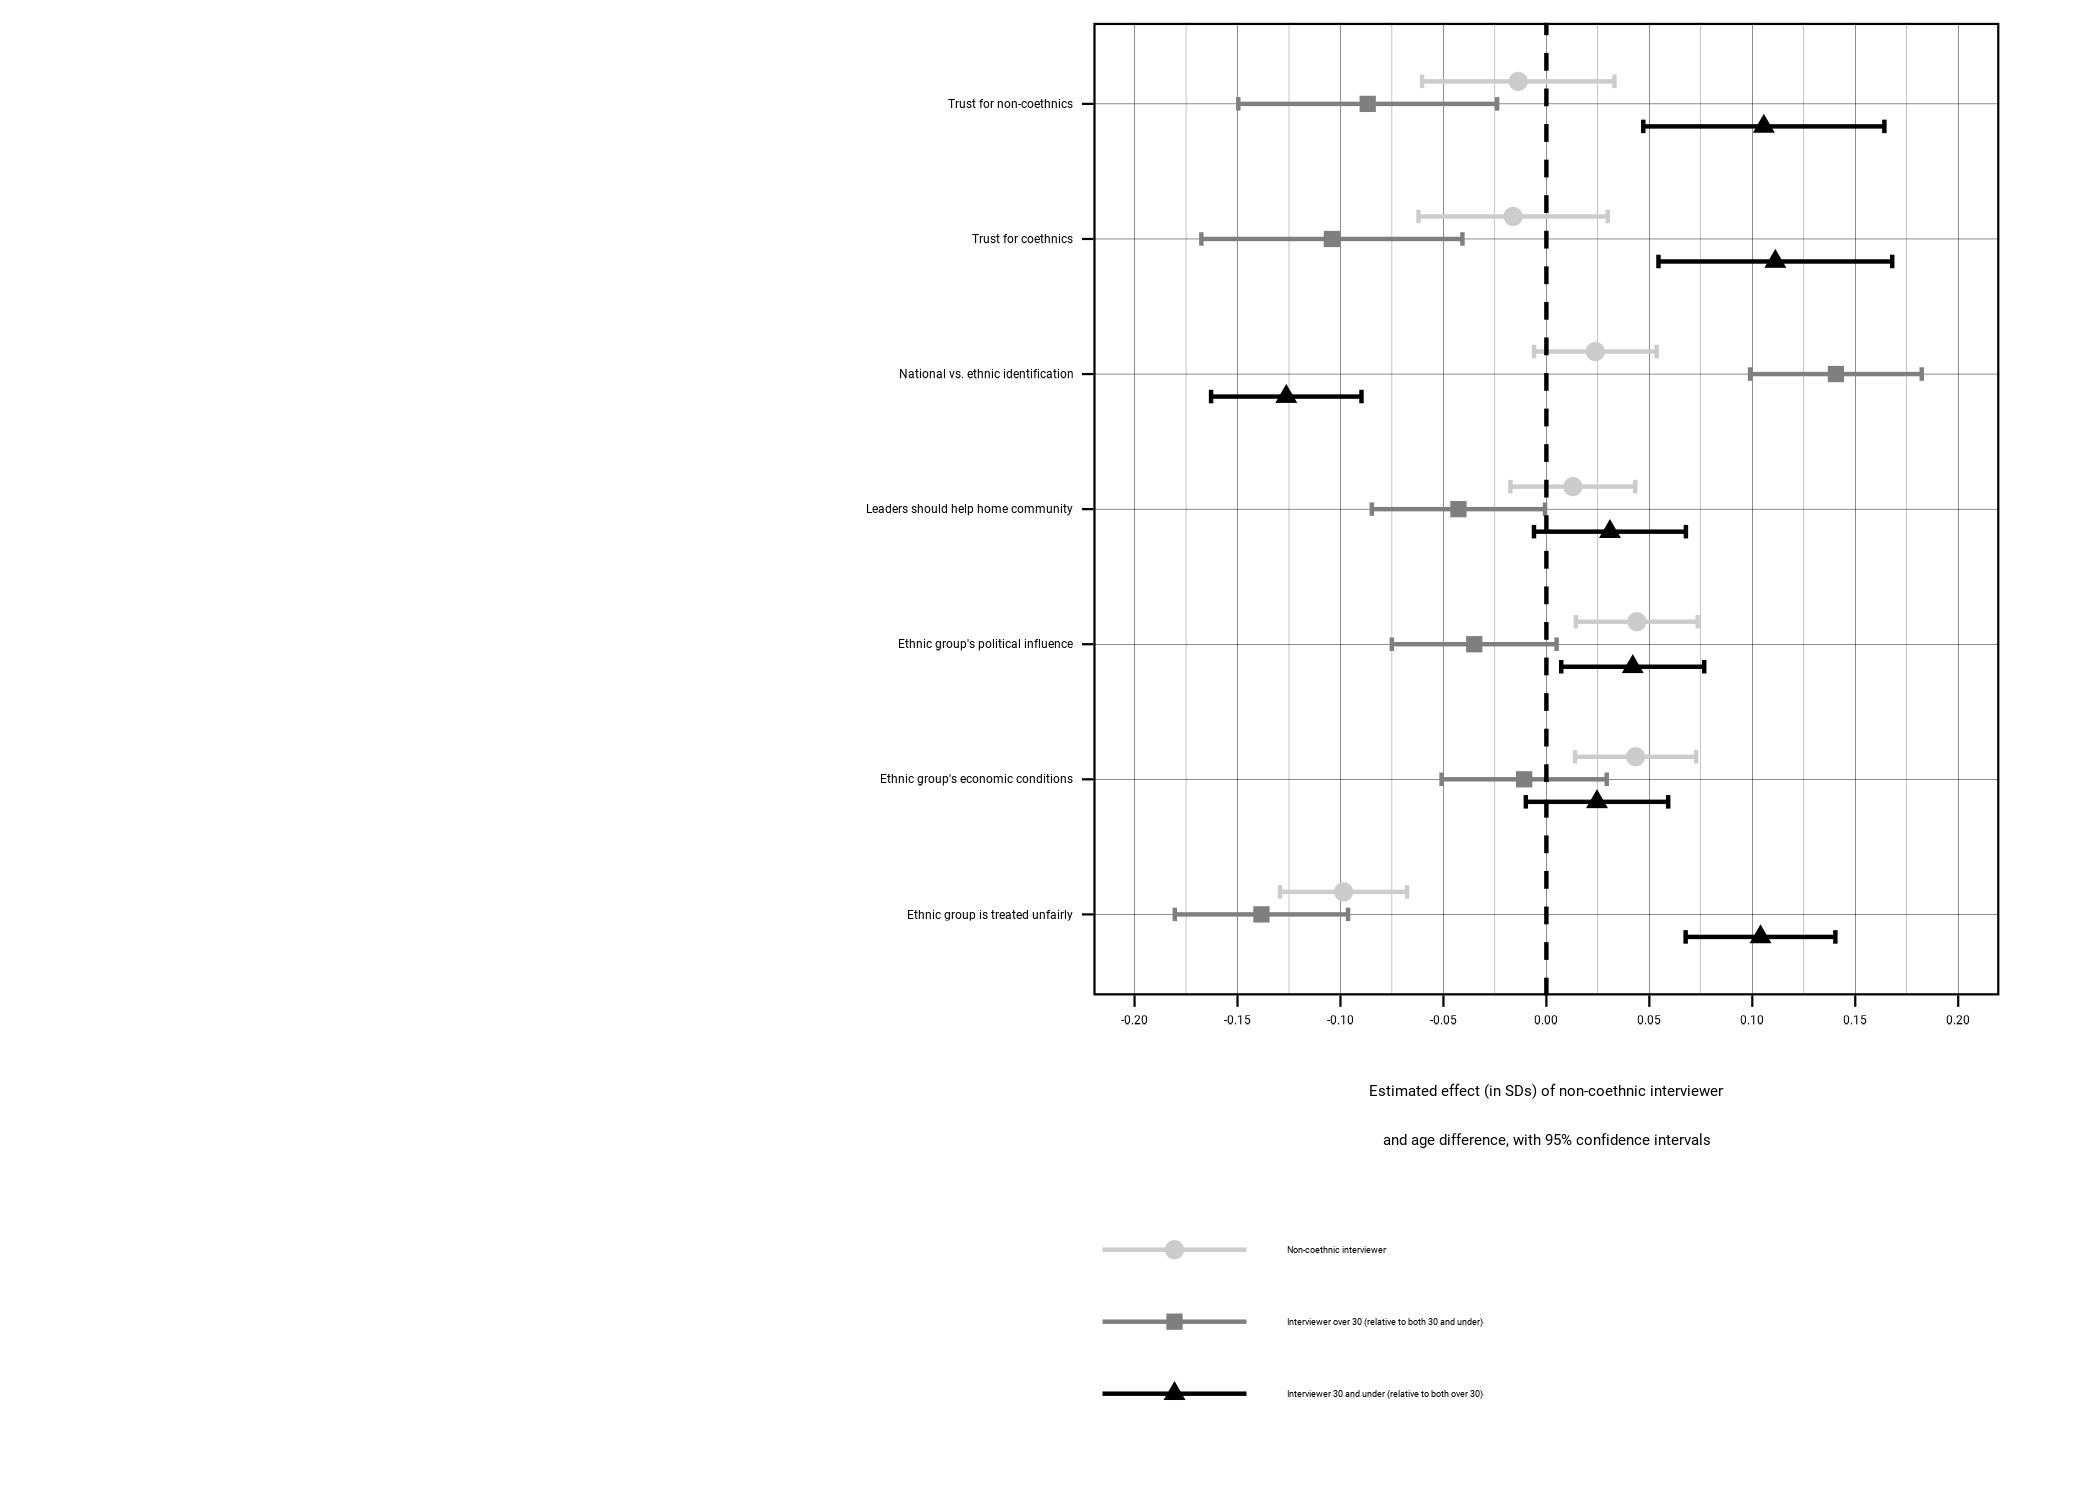 Trust for non-coethnics
Trust for coethnics
National vs. ethnic identification
Leaders should help home community
Ethnic group's political influence
Ethnic group's economic conditions
Ethnic group is treated unfairly
-0.20 -0.15 -0.10 -0.05 0.00 0.05 0.10 0.15 0.20
Estimated effect (in SDs) of non-coethnic interviewer
and age difference, with 95% confidence intervals
Non-coethnic interviewer
Interviewer over 30 (relative to both 30 and under)
Interviewer 30 and under (relative to both over 30)